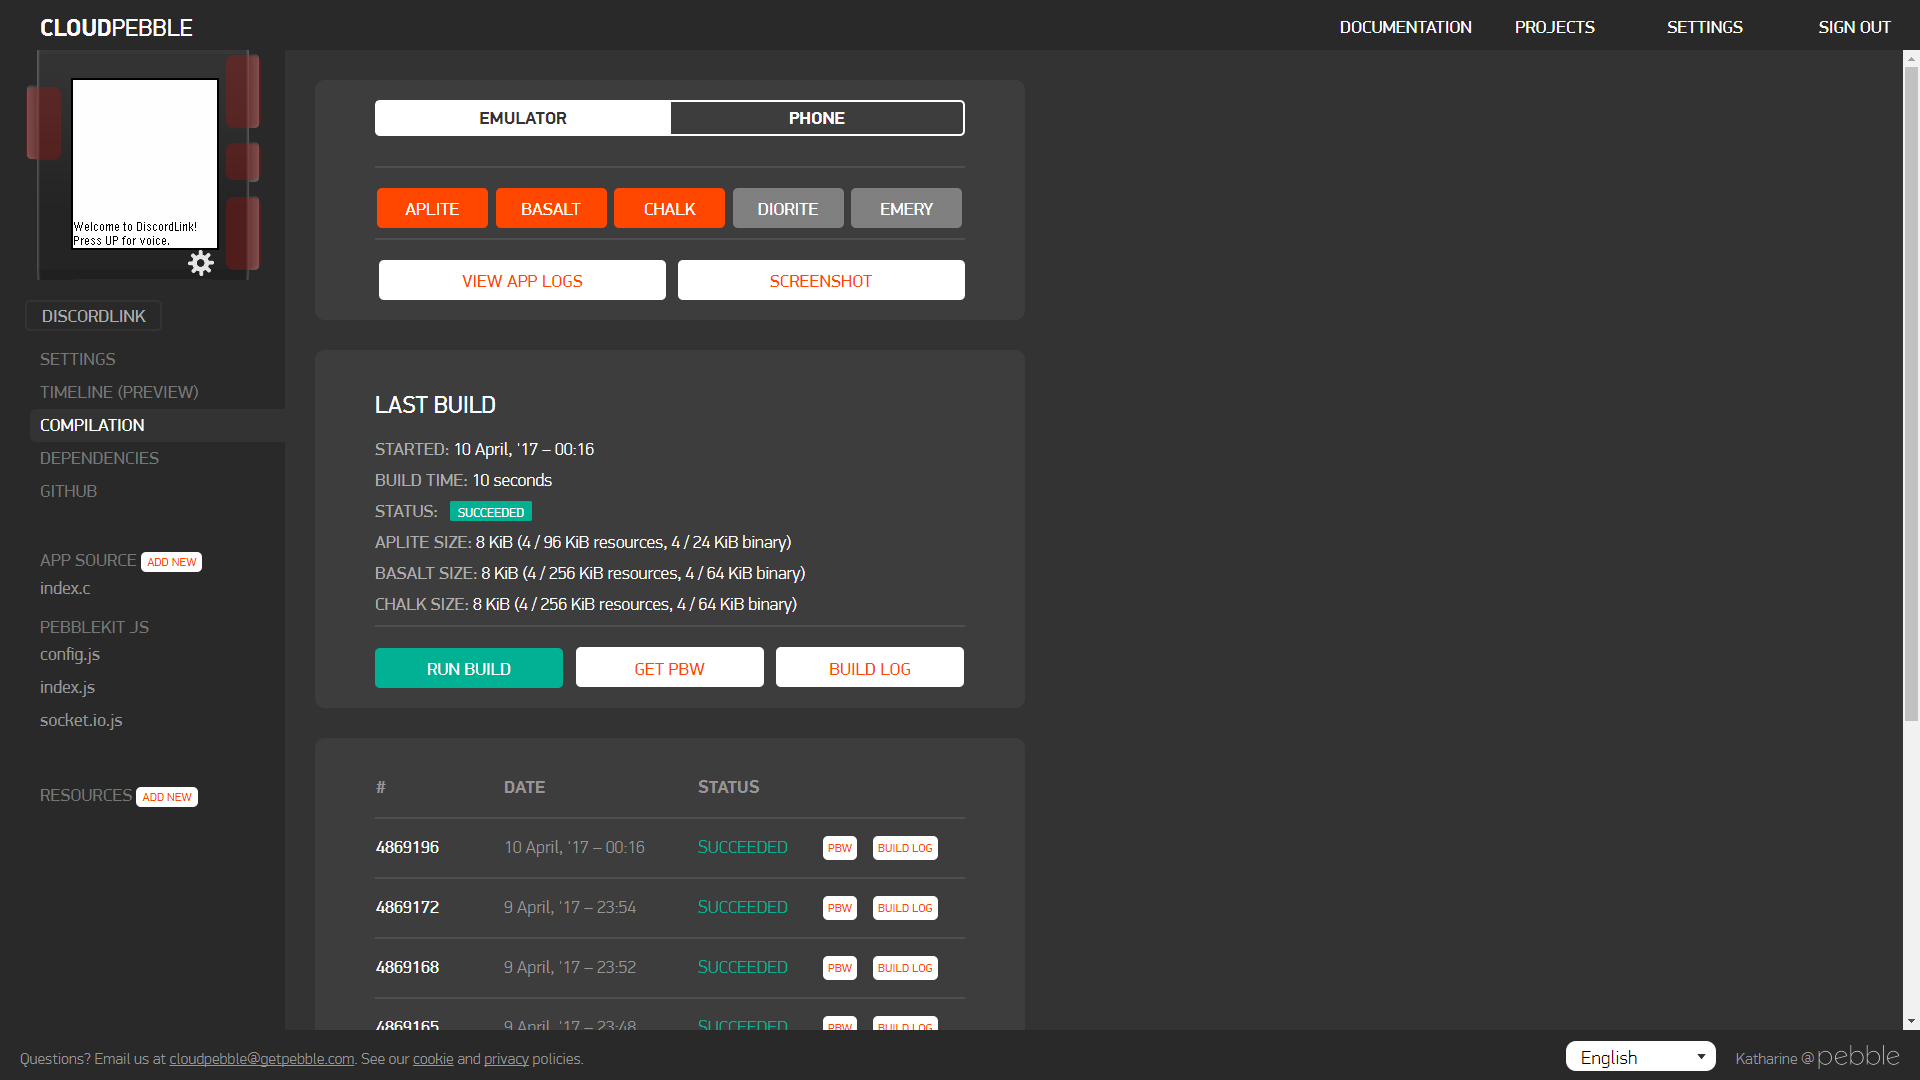 CLOUDPEBBLE
DOCUMENTATION PROJECTS SETTINGS SIGN OUT
Welcome to DiscordLink!
Press UP for voice.
DISCORDLINK
SETTINGS
TIMELINE (PREVIEW)
COMPILATION
DEPENDENCIES
GITHUB
APP SOURCE ADD NEW
index.c
PEBBLEKIT JS
config.js
index.js
socket.io.js
RESOURCES ADD NEW
EMULATOR PHONE
APLITE BASALT CHALK DIORITE EMERY
VIEW APP LOGS SCREENSHOT
LAST BUILD
STARTED: 10 April, '17 – 00:16
BUILD TIME: 10 seconds
STATUS: SUCCEEDED
APLITE SIZE: 8 KiB (4 / 96 KiB resources, 4 / 24 KiB binary)
BASALT SIZE: 8 KiB (4 / 256 KiB resources, 4 / 64 KiB binary)
CHALK SIZE: 8 KiB (4 / 256 KiB resources, 4 / 64 KiB binary)
RUN BUILD GET PBW BUILD LOG
# DATE STATUS
4869196 10 April, '17 – 00:16 SUCCEEDED PBW BUILD LOG
4869172 9 April, '17 – 23:54 SUCCEEDED PBW BUILD LOG
4869168 9 April, '17 – 23:52 SUCCEEDED PBW BUILD LOG
4869165 9 April, '17 – 23:48 SUCCEEDED PBW BUILD LOG
Questions? Email us at cloudpebble@getpebble.com. See our cookie and privacy policies.
English
Katharine @ pebble